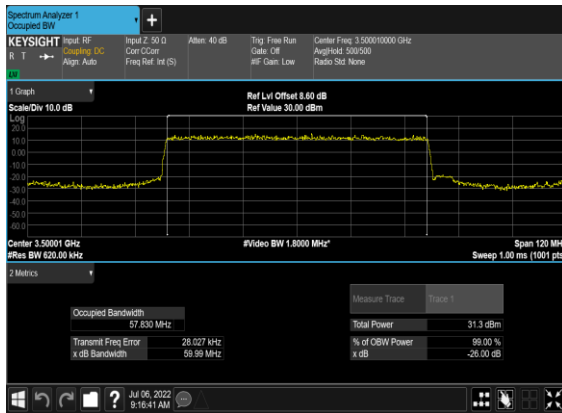 Spectrum Analyzer 1
Occupied BW
KEYSIGHT
R T
LV
Input: RF
Coupling: DC
Align: Auto
Input Z: 50 Ω
Corr CCorr
Freq Ref: Int (S)
Atten: 40 dB
Trig: Free Run
Gate: Off
#IF Gain: Low
Center Freq: 3.500010000 GHz
Avg|Hold: 500/500
Radio Std: None
1 Graph
Scale/Div 10.0 dB
Ref Lvl Offset 8.60 dB
Ref Value 30.00 dBm
Log
20.0
10.0
0.00
-10.0
-20.0
-30.0
-40.0
-50.0
-60.0
Center 3.50001 GHz
#Res BW 620.00 kHz
#Video BW 1.8000 MHz*
Span 120 MH
Sweep 1.00 ms (1001 pts
2 Metrics
Occupied Bandwidth
57.830 MHz
Transmit Freq Error 28.027 kHz
x dB Bandwidth 59.99 MHz
Measure Trace Trace 1
Total Power 31.3 dBm
% of OBW Power 99.00 %
x dB -26.00 dB
?
Jul 06, 2022
9:16:41 AM